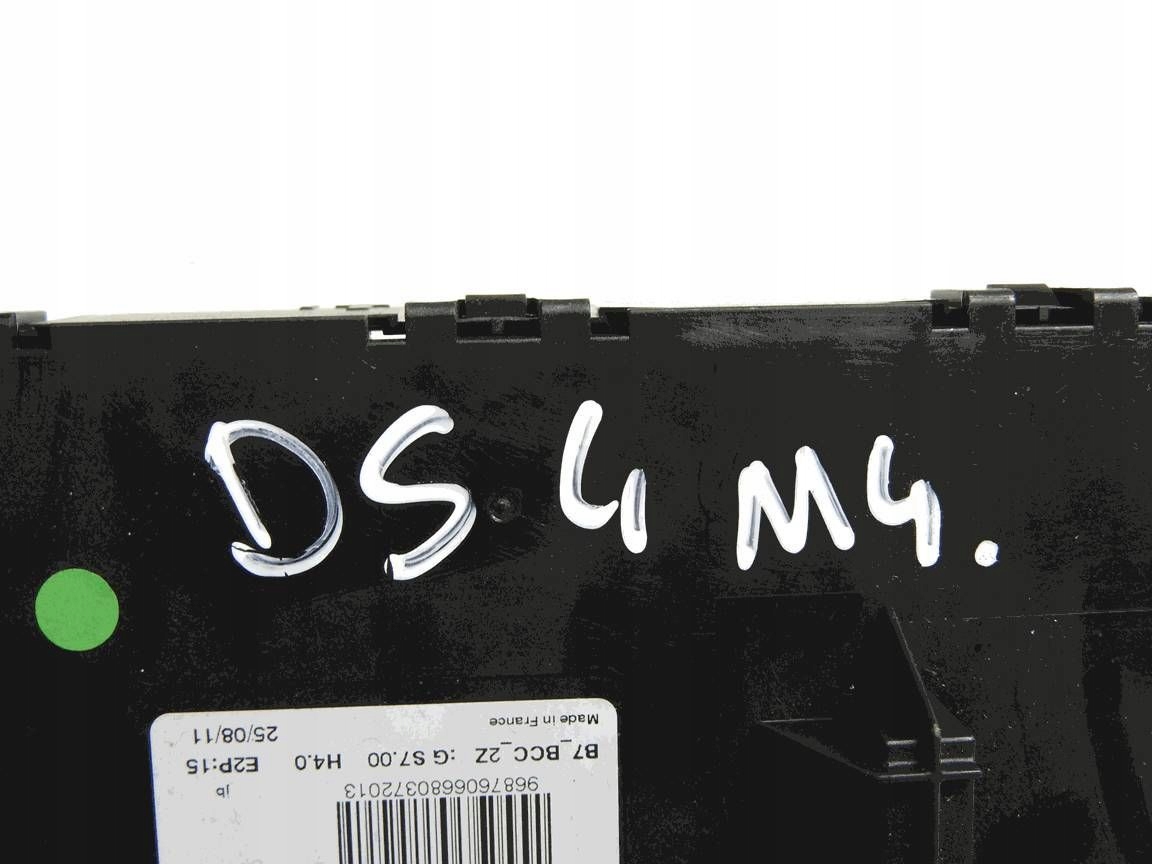 DS 4 M4.
Made in France
25/08/11
B7_BCC_2Z :G S7.00 H4.0 E2P:15
jb
9687606680372013